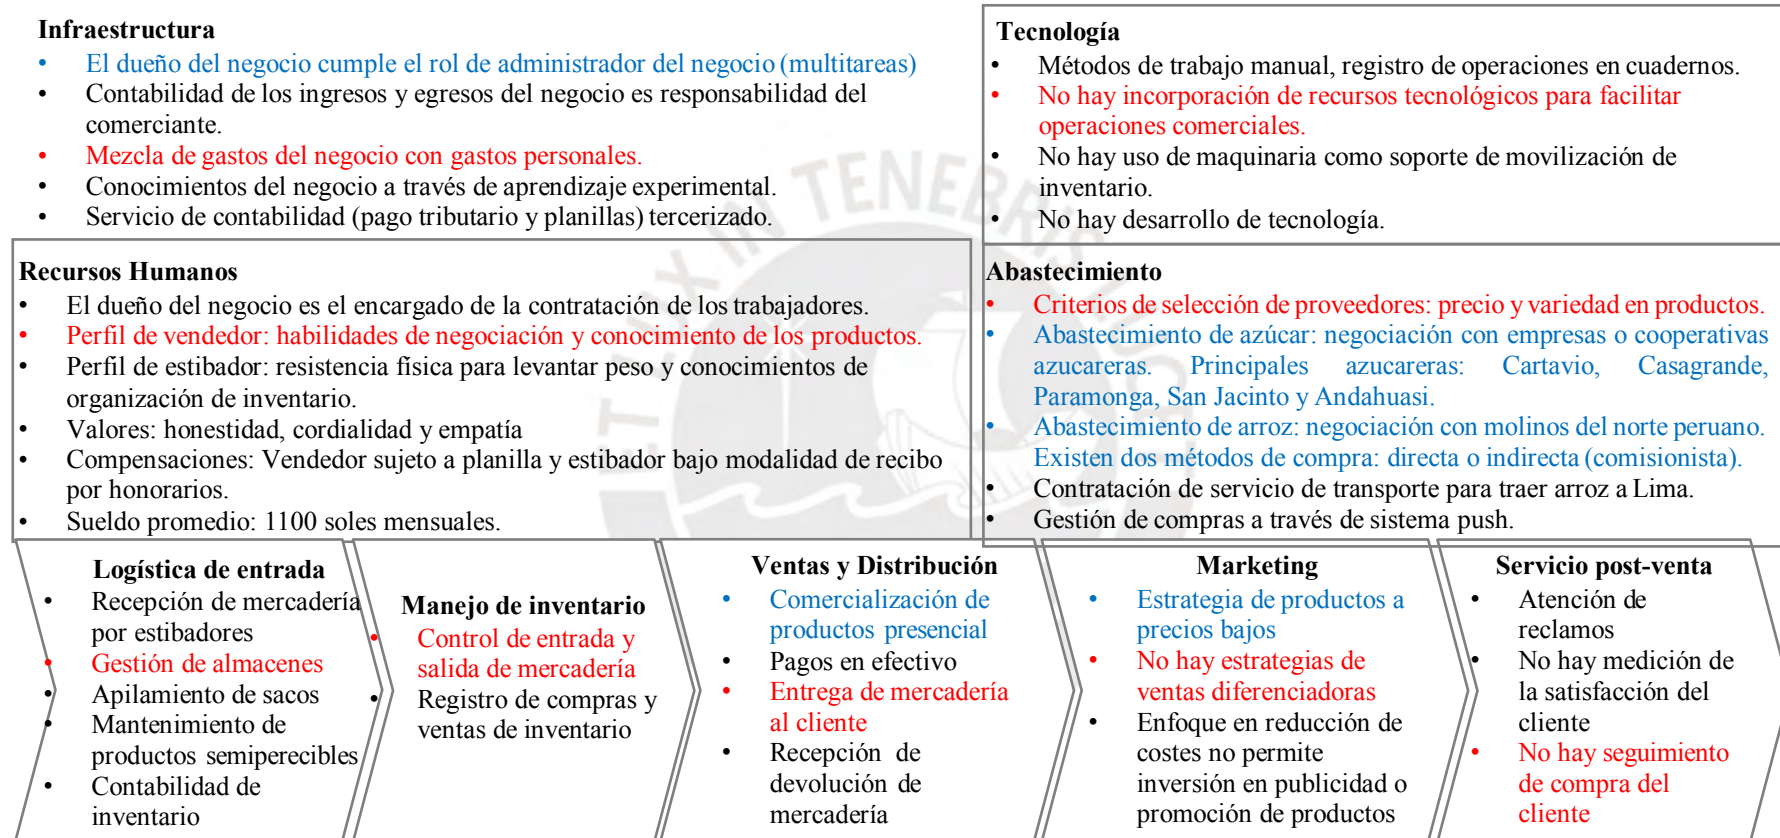 Infraestructura
• El dueño del negocio cumple el rol de administrador del negocio (multitareas)
• Contabilidad de los ingresos y egresos del negocio es responsabilidad del
comerciante.
• Mezcla de gastos del negocio con gastos personales.
• Conocimientos del negocio a través de aprendizaje experimental.
• Servicio de contabilidad (pago tributario y planillas) tercerizado.
Tecnología
• Métodos de trabajo manual, registro de operaciones en cuadernos.
• No hay incorporación de recursos tecnológicos para facilitar
operaciones comerciales.
• No hay uso de maquinaria como soporte de movilización de
inventario.
• No hay desarrollo de tecnología.
Recursos Humanos
• El dueño del negocio es el encargado de la contratación de los trabajadores.
• Perfil de vendedor: habilidades de negociación y conocimiento de los productos.
• Perfil de estibador: resistencia física para levantar peso y conocimientos de
organización de inventario.
• Valores: honestidad, cordialidad y empatía
• Compensaciones: Vendedor sujeto a planilla y estibador bajo modalidad de recibo
por honorarios.
• Sueldo promedio: 1100 soles mensuales.
Abastecimiento
• Criterios de selección de proveedores: precio y variedad en productos.
• Abastecimiento de azúcar: negociación con empresas o cooperativas
azucareras. Principales azucareras: Cartavio, Casagrande,
Paramonga, San Jacinto y Andahuasi.
• Abastecimiento de arroz: negociación con molinos del norte peruano.
Existen dos métodos de compra: directa o indirecta (comisionista).
• Contratación de servicio de transporte para traer arroz a Lima.
• Gestión de compras a través de sistema push.
Logística de entrada
• Recepción de mercadería
por estibadores
• Gestión de almacenes
• Apilamiento de sacos
• Mantenimiento de
productos semiperecibles
• Contabilidad de
inventario
Manejo de inventario
• Control de entrada y
salida de mercadería
• Registro de compras y
ventas de inventario
Ventas y Distribución
• Comercialización de
productos presencial
• Pagos en efectivo
• Entrega de mercadería
al cliente
• Recepción de
devolución de
mercadería
Marketing
• Estrategia de productos a
precios bajos
• No hay estrategias de
ventas diferenciadoras
• Enfoque en reducción de
costes no permite
inversión en publicidad o
promoción de productos
Servicio post-venta
• Atención de
reclamos
• No hay medición de
la satisfacción del
cliente
• No hay seguimiento
de compra del
cliente
ET LUX IN TENEBRIS LUCET